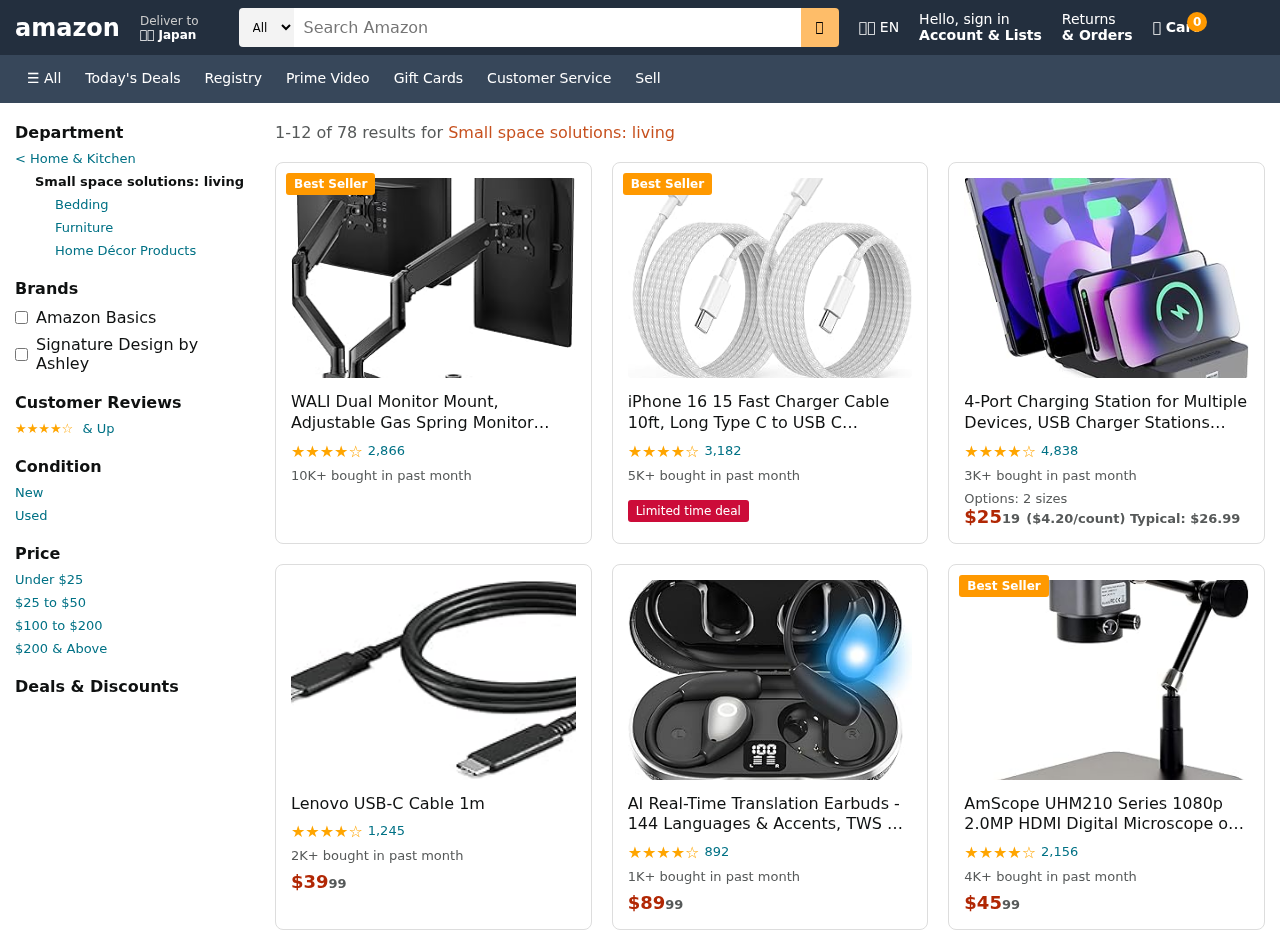 amazon
Deliver to
Japan
All
Search Amazon
EN
Hello, sign in
Account & Lists
Returns
& Orders
0
☰ All
Today's Deals
Registry
Prime Video
Gift Cards
Customer Service
Sell
Department
< Home & Kitchen
Small space solutions: living
Bedding
Furniture
Home Décor Products
Brands
Amazon Basics
Signature Design by
Ashley
Customer Reviews
★★★★☆ & Up
Condition
New
Used
Price
Under $25
$25 to $50
$100 to $200
$200 & Above
Deals & Discounts
1-12 of 78 results for Small space solutions: living
Best Seller
WALI Dual Monitor Mount,
Adjustable Gas Spring Monitor…
★★★★☆ 2,866
10K+ bought in past month
Best Seller
iPhone 16 15 Fast Charger Cable
10ft, Long Type C to USB C…
★★★★☆ 3,182
5K+ bought in past month
Limited time deal
4-Port Charging Station for Multiple
Devices, USB Charger Stations…
★★★★☆ 4,838
3K+ bought in past month
Options: 2 sizes
$25 19 ($4.20/count) Typical: $26.99
Lenovo USB-C Cable 1m
★★★★☆ 1,245
2K+ bought in past month
$39 99
100
L R
AI Real-Time Translation Earbuds -
144 Languages & Accents, TWS …
★★★★☆ 892
1K+ bought in past month
$89 99
Best Seller
AmScope UHM210 Series 1080p
2.0MP HDMI Digital Microscope o…
★★★★☆ 2,156
4K+ bought in past month
$45 99